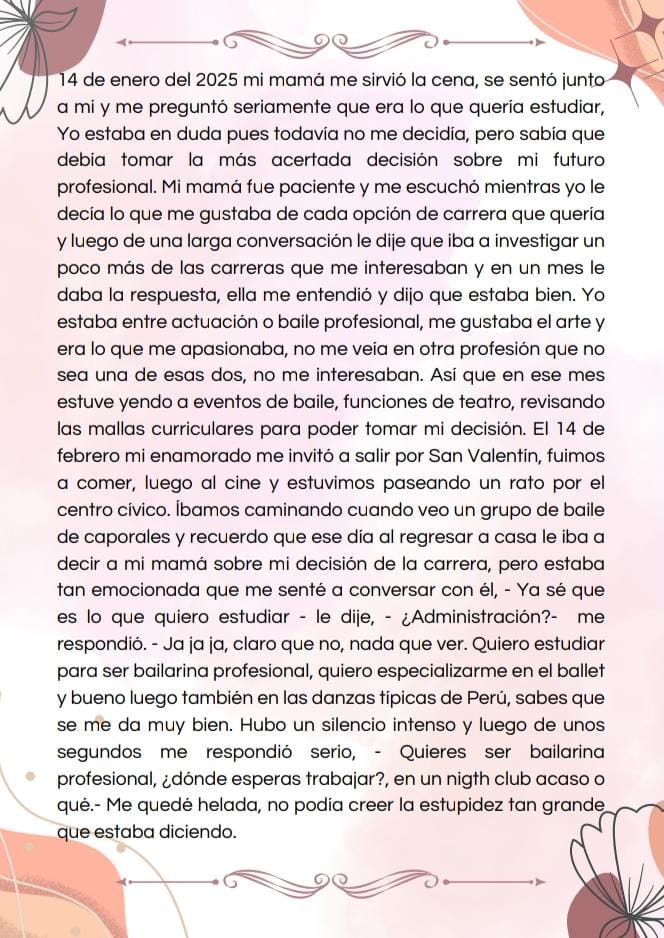 14 de enero del 2025 mi mamá me sirvió la cena, se sentó junto
a mi y me preguntó seriamente que era lo que quería estudiar,
Yo estaba en duda pues todavía no me decidía, pero sabía que
debía tomar la más acertada decisión sobre mi futuro
profesional. Mi mamá fue paciente y me escuchó mientras yo le
decía lo que me gustaba de cada opción de carrera que quería
y luego de una larga conversación le dije que iba a investigar un
poco más de las carreras que me interesaban y en un mes le
daba la respuesta, ella me entendió y dijo que estaba bien. Yo
estaba entre actuación o baile profesional, me gustaba el arte y
era lo que me apasionaba, no me veía en otra profesión que no
sea una de esas dos, no me interesaban. Así que en ese mes
estuve yendo a eventos de baile, funciones de teatro, revisando
las mallas curriculares para poder tomar mi decisión. El 14 de
febrero mi enamorado me invitó a salir por San Valentín, fuimos
a comer, luego al cine y estuvimos paseando un rato por el
centro cívico. Íbamos caminando cuando veo un grupo de baile
de caporales y recuerdo que ese día al regresar a casa le iba a
decir a mi mamá sobre mi decisión de la carrera, pero estaba
tan emocionada que me senté a conversar con él, - Ya sé que
es lo que quiero estudiar - le dije, - ¿Administración?- me
respondió. - Ja ja ja, claro que no, nada que ver. Quiero estudiar
para ser bailarina profesional, quiero especializarme en el ballet
y bueno luego también en las danzas típicas de Perú, sabes que
se me da muy bien. Hubo un silencio intenso y luego de unos
segundos me respondió serio, - Quieres ser bailarina
profesional, ¿dónde esperas trabajar?, en un nigth club acaso o
qué.- Me quedé helada, no podía creer la estupidez tan grande
que estaba diciendo.